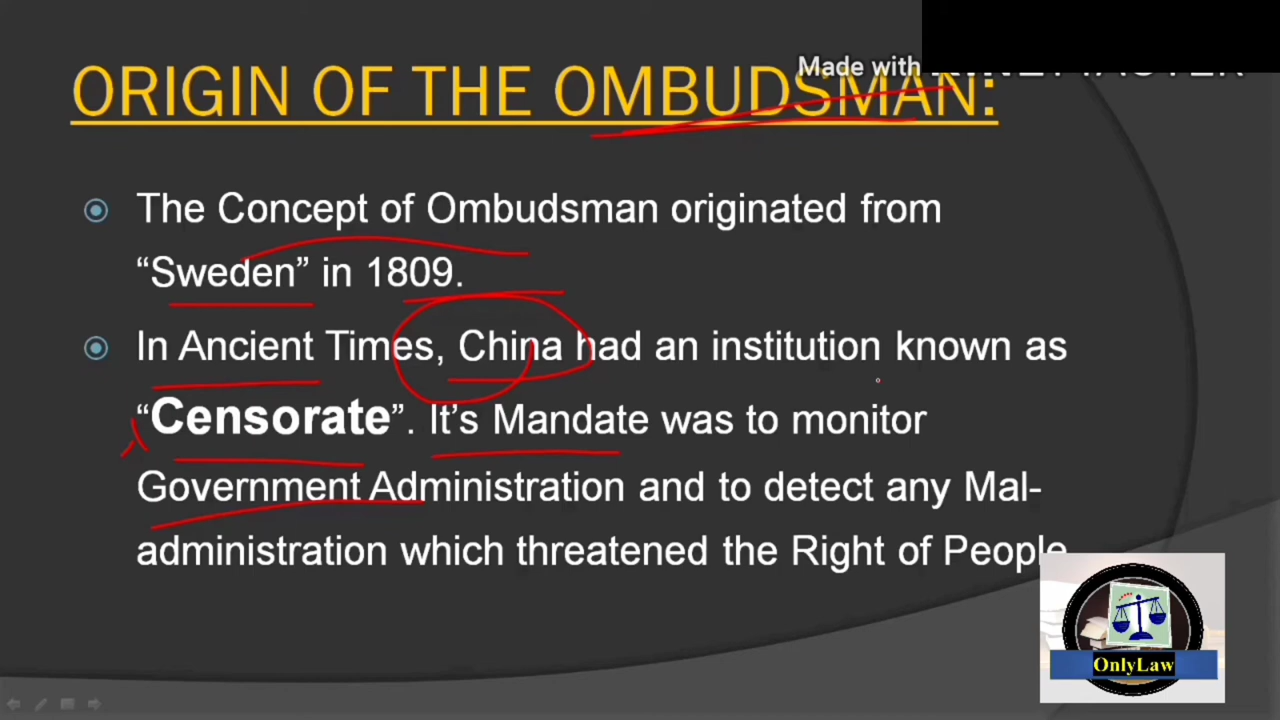 Made with
ORIGIN OF THE OMBUDSMAN:
The Concept of Ombudsman originated from
“Sweden” in 1809.
In Ancient Times, China had an institution known as
“Censorate”. It’s Mandate was to monitor
Government Administration and to detect any Mal-
administration which threatened the Right of People
OnlyLaw